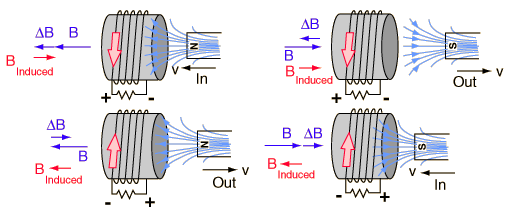 ΔB B
B Induced
N
v In
+ -
ΔB
B
B Induced
S
v
Out
+ -
ΔB
B
B Induced
N
v
Out
- +
B ΔB
B Induced
S
v In
- +